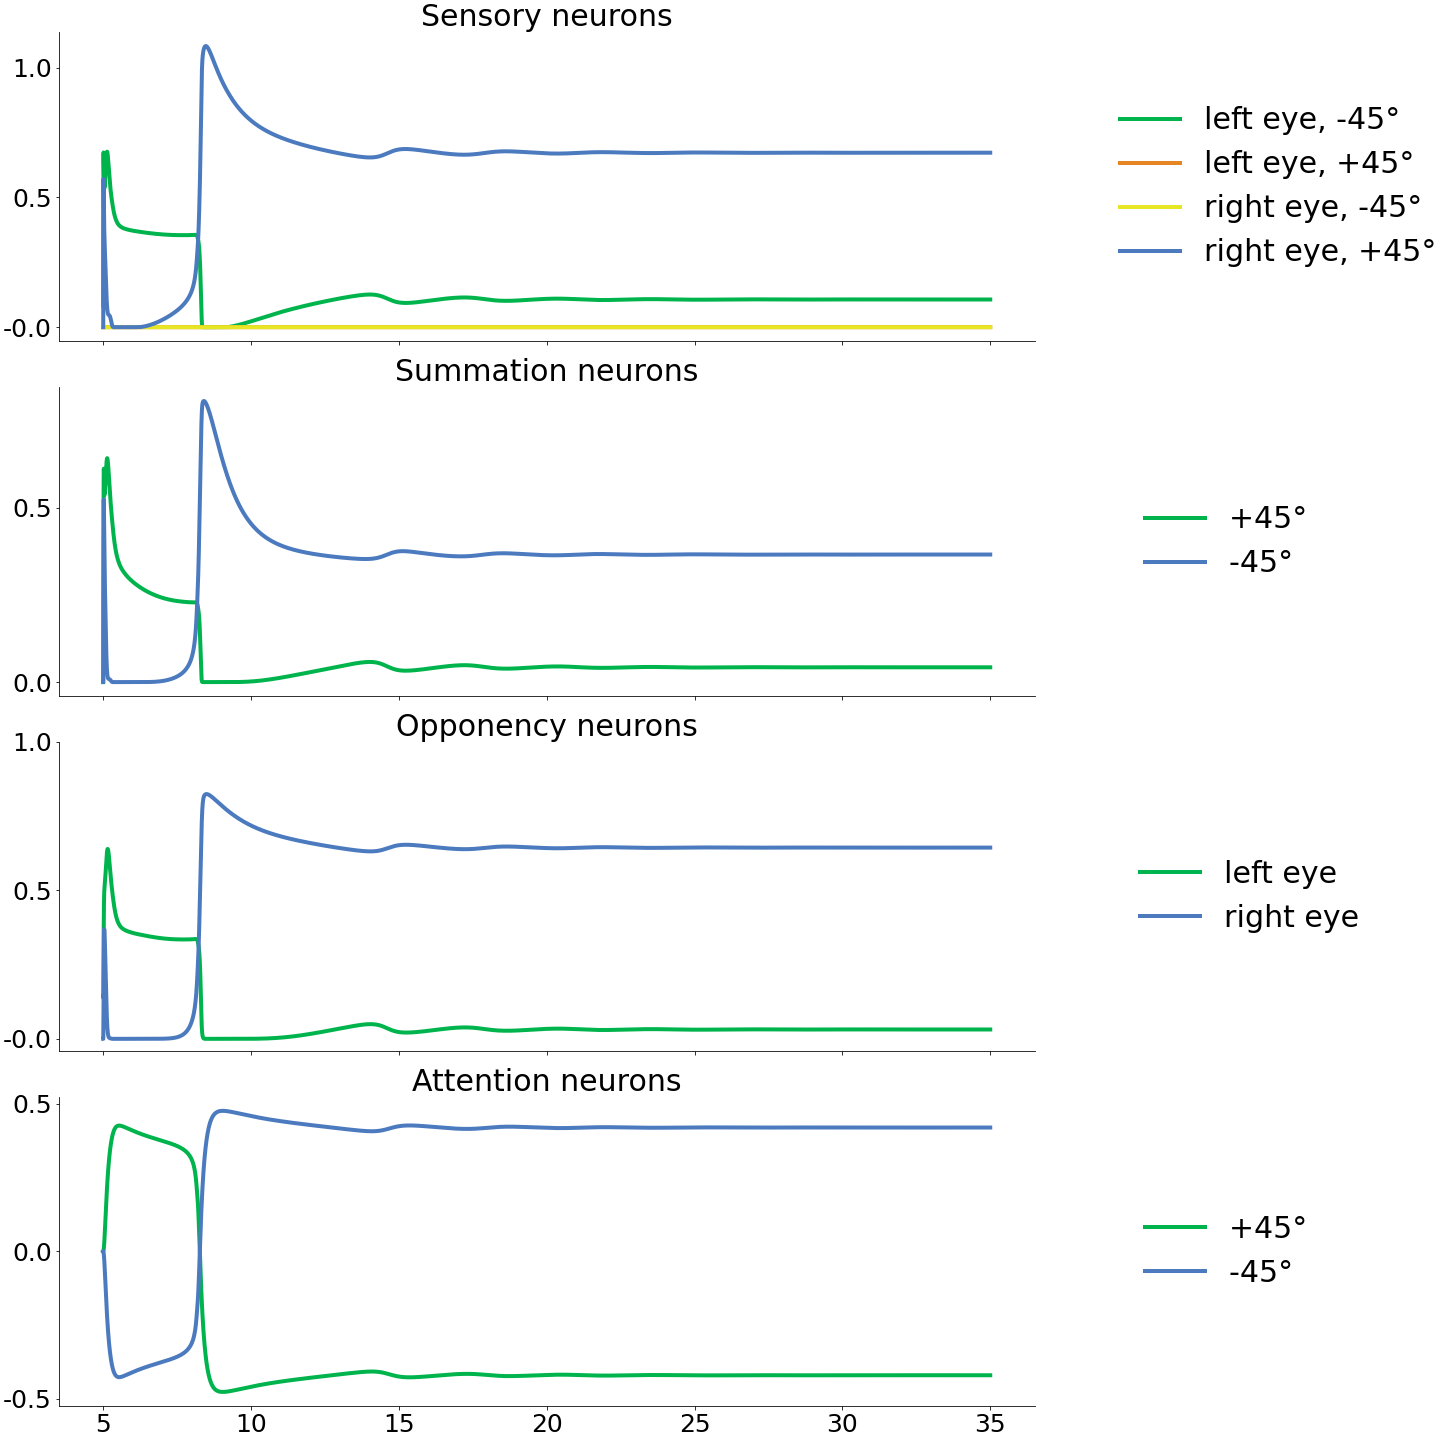 Sensory neurons
1.0
0.5
-0.0
left eye, -45°
left eye, +45°
right eye, -45°
right eye, +45°
Summation neurons
0.5
0.0
+45°
-45°
Opponency neurons
1.0
0.5
-0.0
left eye
right eye
Attention neurons
0.5
0.0
-0.5
+45°
-45°
5 10 15 20 25 30 35